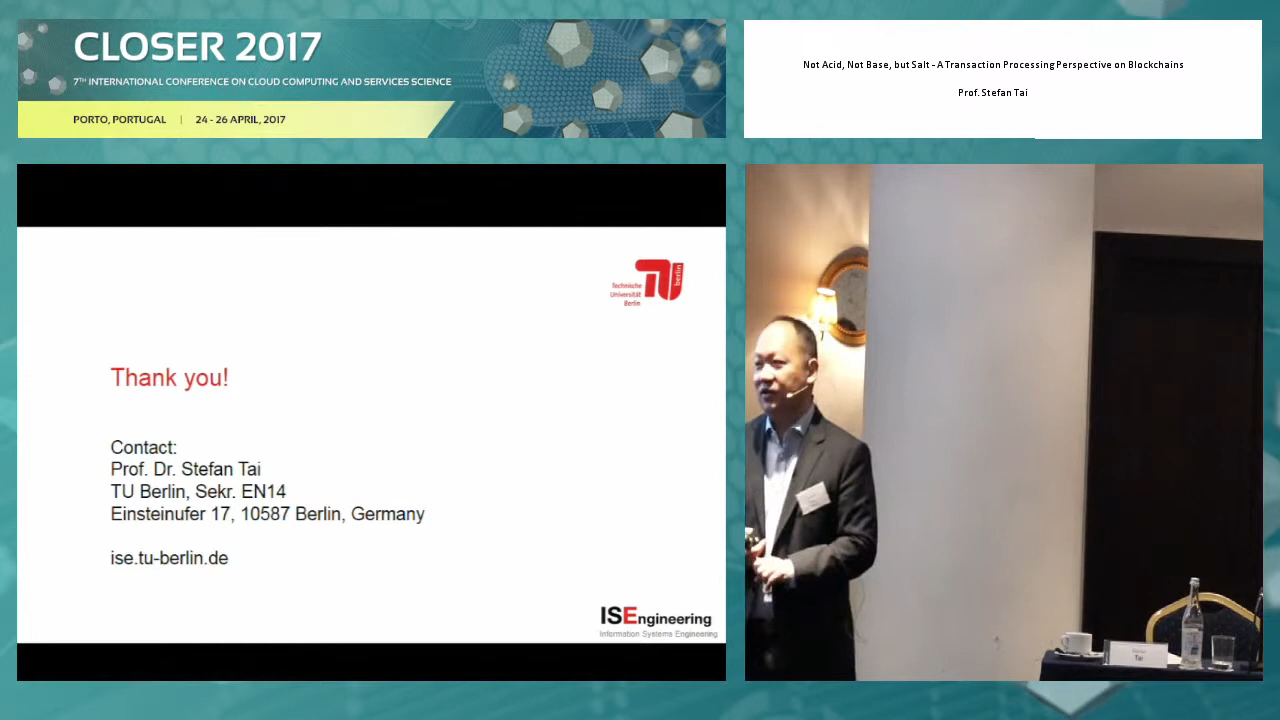 CLOSER 2017
7TH INTERNATIONAL CONFERENCE ON CLOUD COMPUTING AND SERVICES SCIENCE
PORTO, PORTUGAL | 24 - 26 APRIL, 2017
Not Acid, Not Base, but Salt - A Transaction Processing Perspective on Blockchains
Prof. Stefan Tai
Technische
Universität
Berlin
berlin
Thank you!
Contact:
Prof. Dr. Stefan Tai
TU Berlin, Sekr. EN14
Einsteinufer 17, 10587 Berlin, Germany
ise.tu-berlin.de
ISEngineering
Information Systems Engineering
Tai